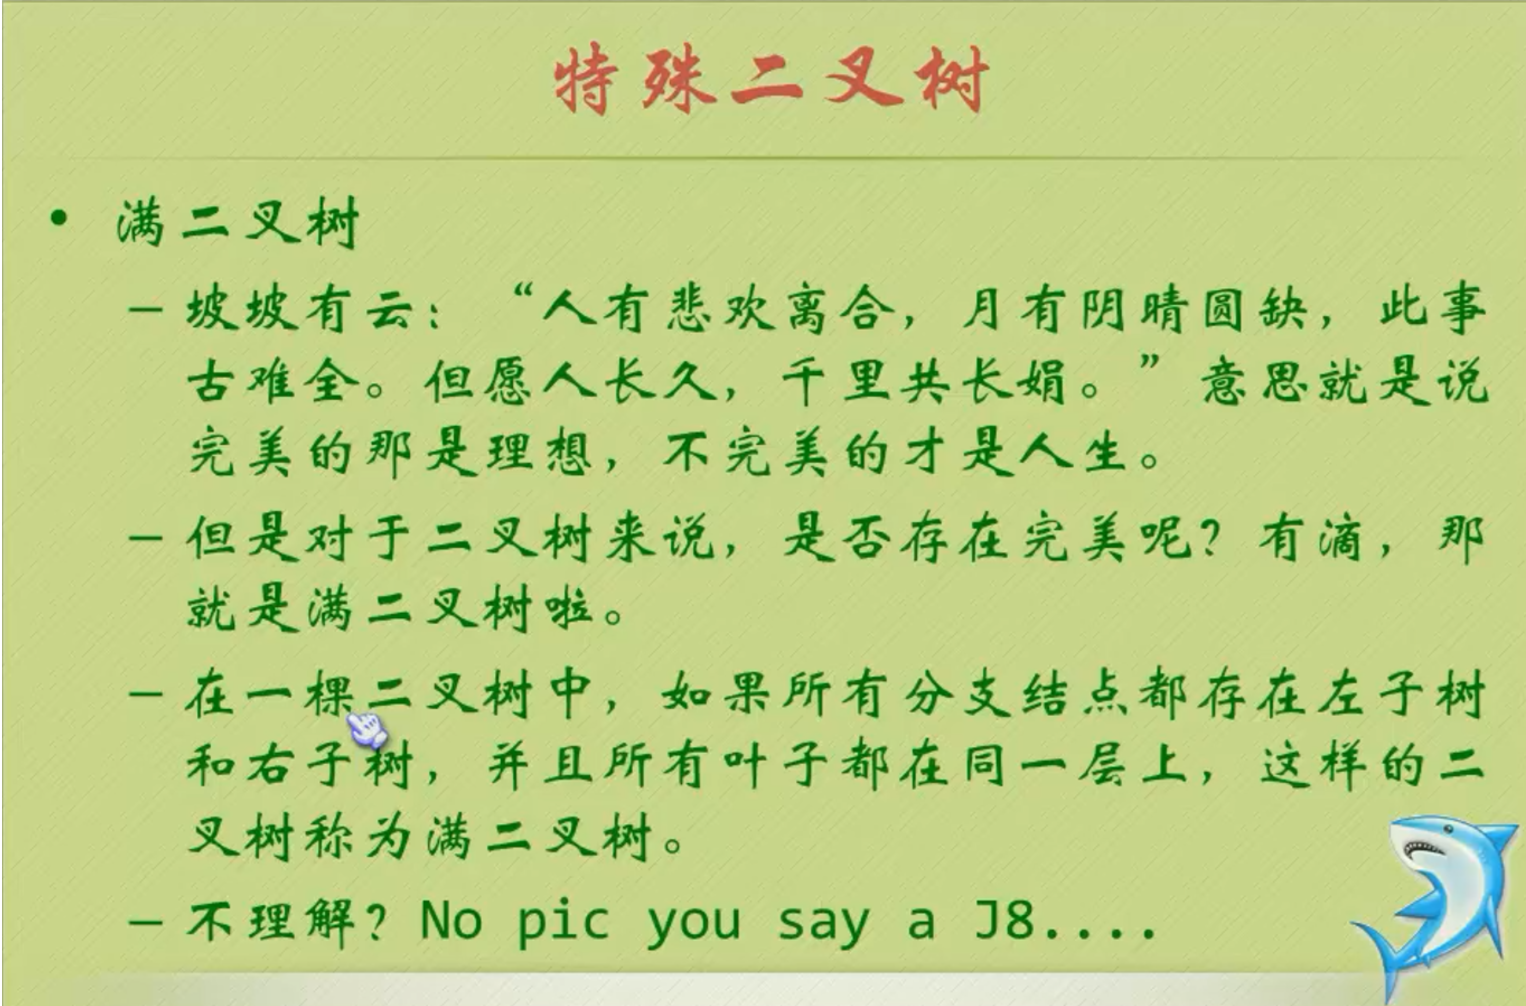 特殊二叉树
• 满二叉树
– 坡坡有云：“人有悲欢离合，月有阴晴圆缺，此事
古难全。但愿人长久，千里共长娟。”意思就是说
完美的那是理想，不完美的才是人生。
– 但是对于二叉树来说，是否存在完美呢？有滴，那
就是满二叉树啦。
– 在一棵二叉树中，如果所有分支结点都存在左子树
和右子树，并且所有叶子都在同一层上，这样的二
叉树称为满二叉树。
– 不理解？No pic you say a J8....